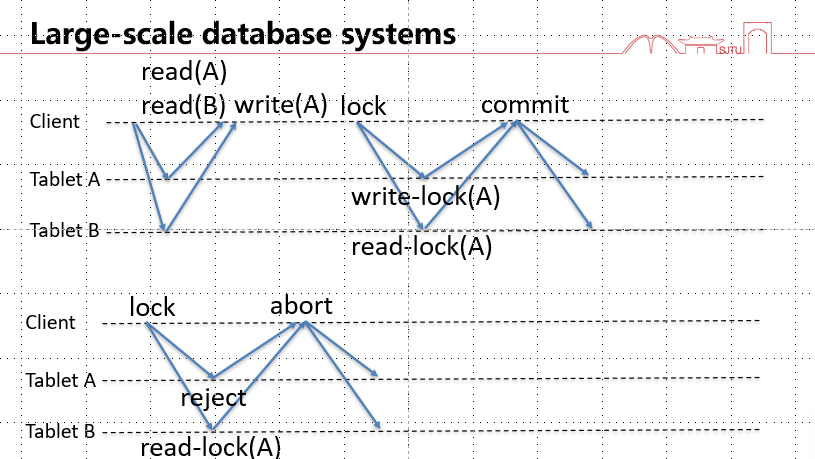 Large-scale database systems
SJTU
read(A)
read(B) write(A) lock commit
Client
Tablet A
write-lock(A)
Tablet B
read-lock(A)
lock abort
Client
Tablet A
reject
Tablet B
read-lock(A)